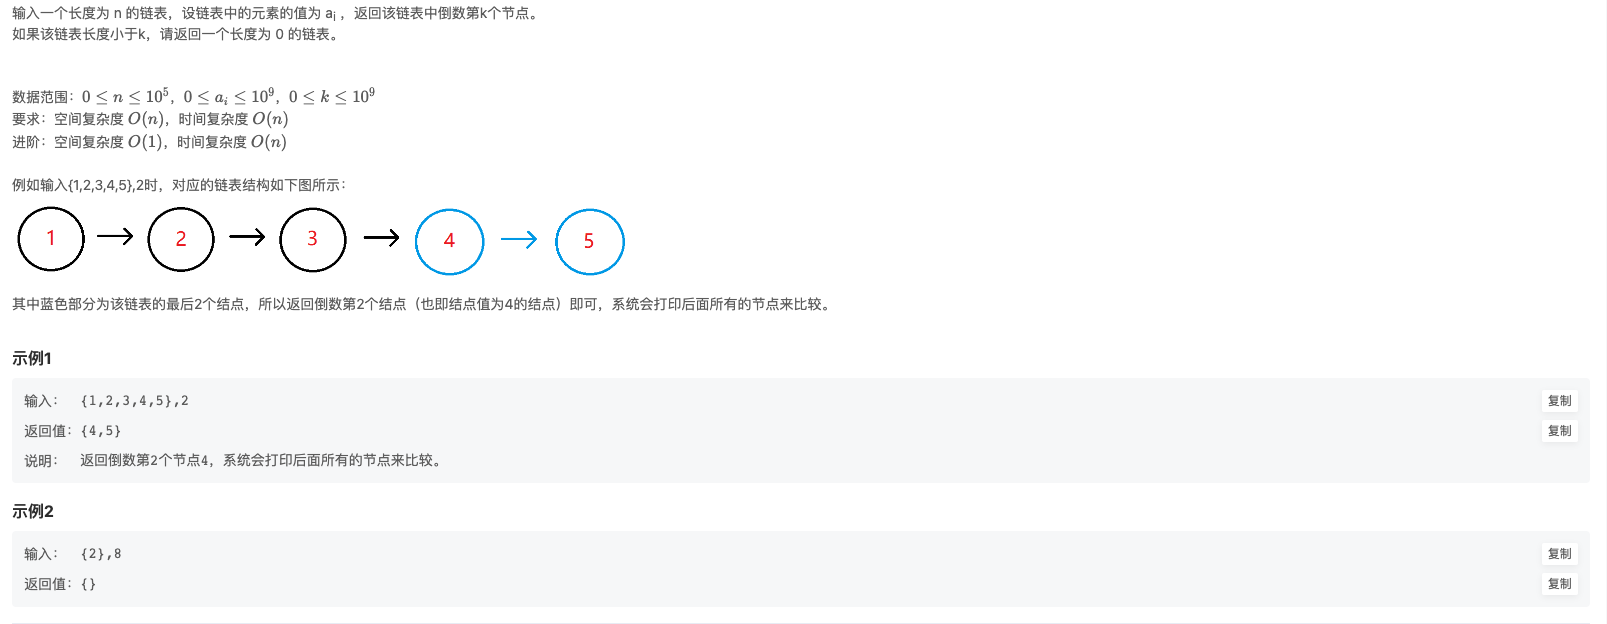 输入一个长度为 n 的链表，设链表中的元素的值为 ai ，返回该链表中倒数第k个节点。
如果该链表长度小于k，请返回一个长度为 0 的链表。
数据范围：0 ≤ n ≤ 10^5，0 ≤ ai ≤ 10^9，0 ≤ k ≤ 10^9
要求：空间复杂度 O(n)，时间复杂度 O(n)
进阶：空间复杂度 O(1)，时间复杂度 O(n)
例如输入{1,2,3,4,5},2时，对应的链表结构如下图所示：
1 → 2 → 3 → 4 → 5
其中蓝色部分为该链表的最后2个结点，所以返回倒数第2个结点（也即结点值为4的结点）即可，系统会打印后面所有的节点来比较。
示例1
输入： {1,2,3,4,5},2 复制
返回值：{4,5} 复制
说明： 返回倒数第2个节点4，系统会打印后面所有的节点来比较。
示例2
输入： {2},8 复制
返回值：{} 复制